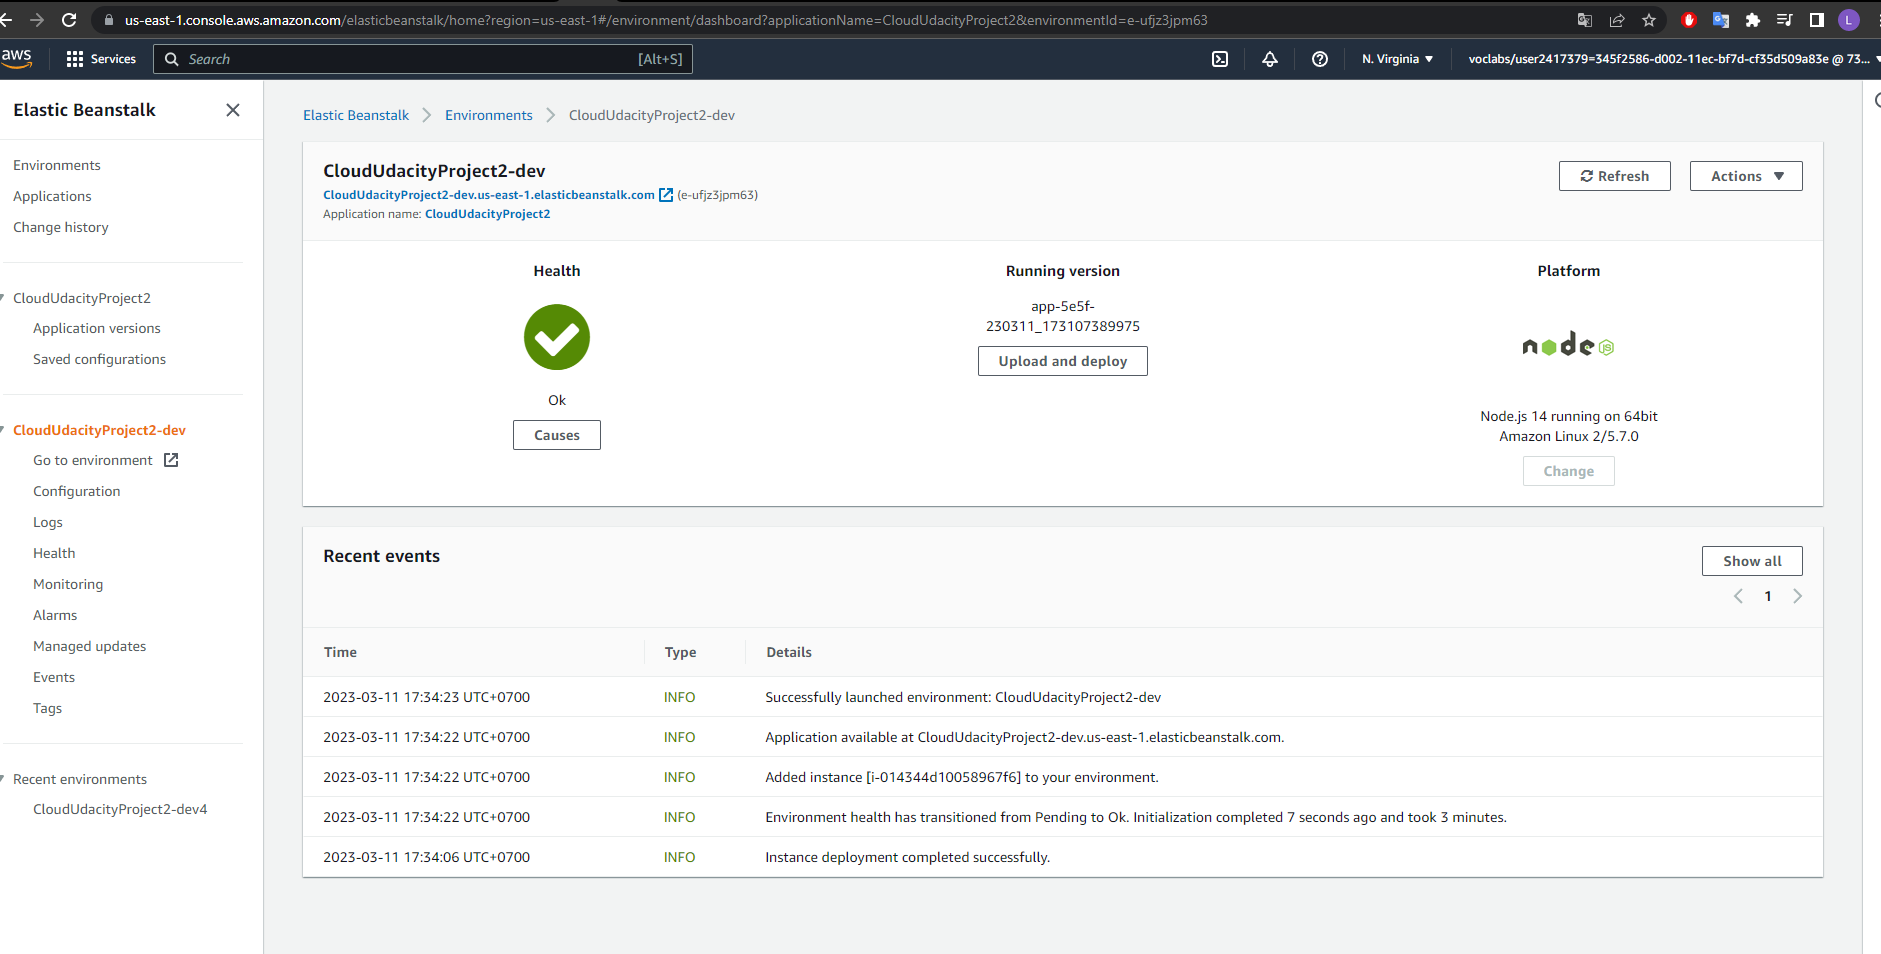 us-east-1.console.aws.amazon.com/elasticbeanstalk/home?region=us-east-1#/environment/dashboard?applicationName=CloudUdacityProject2&environmentId=e-ufjz3jpm63
L
aws
Services
Search
[Alt+S]
N. Virginia
voclabs/user2417379=345f2586-d002-11ec-bf7d-cf35d509a83e @ 73...
Elastic Beanstalk
Environments
Applications
Change history
CloudUdacityProject2
Application versions
Saved configurations
CloudUdacityProject2-dev
Go to environment
Configuration
Logs
Health
Monitoring
Alarms
Managed updates
Events
Tags
Recent environments
CloudUdacityProject2-dev4
Elastic Beanstalk > Environments > CloudUdacityProject2-dev
CloudUdacityProject2-dev
CloudUdacityProject2-dev.us-east-1.elasticbeanstalk.com (e-ufjz3jpm63)
Application name: CloudUdacityProject2
Refresh
Actions
Health
Ok
Causes
Running version
app-5e5f-
230311_173107389975
Upload and deploy
Platform
node JS
Node.js 14 running on 64bit
Amazon Linux 2/5.7.0
Change
Recent events
Show all
1
Time Type Details
2023-03-11 17:34:23 UTC+0700 INFO Successfully launched environment: CloudUdacityProject2-dev
2023-03-11 17:34:22 UTC+0700 INFO Application available at CloudUdacityProject2-dev.us-east-1.elasticbeanstalk.com.
2023-03-11 17:34:22 UTC+0700 INFO Added instance [i-014344d10058967f6] to your environment.
2023-03-11 17:34:22 UTC+0700 INFO Environment health has transitioned from Pending to Ok. Initialization completed 7 seconds ago and took 3 minutes.
2023-03-11 17:34:06 UTC+0700 INFO Instance deployment completed successfully.